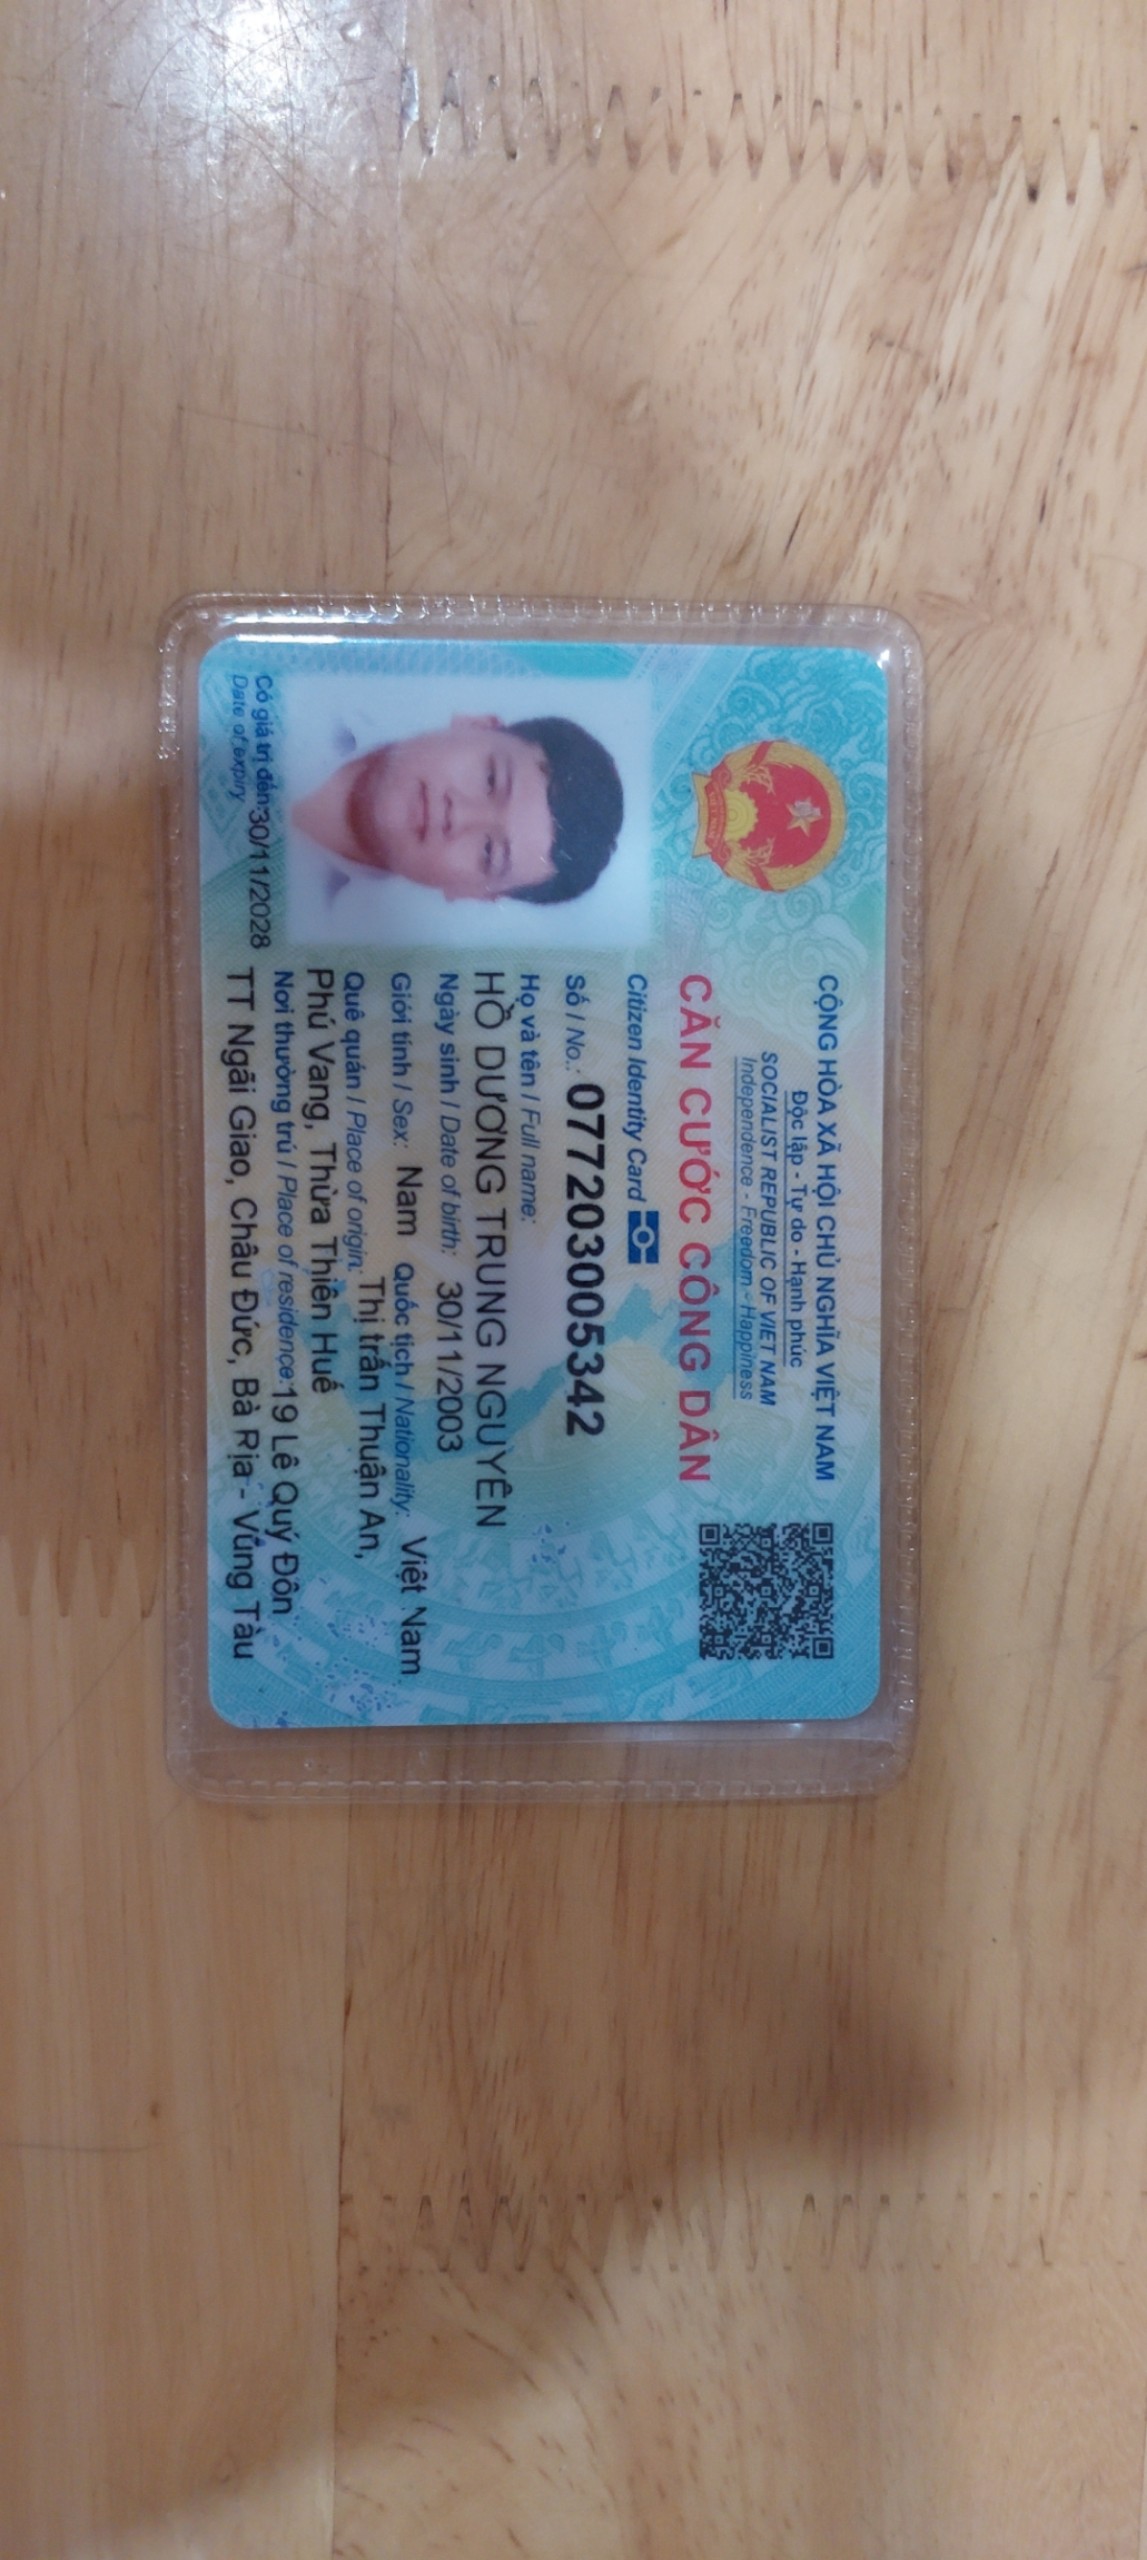 CỘNG HÒA XÃ HỘI CHỦ NGHĨA VIỆT NAM
Độc lập - Tự do - Hạnh phúc
SOCIALIST REPUBLIC OF VIET NAM
Independence - Freedom - Happiness
CĂN CƯỚC CÔNG DÂN
Citizen Identity Card
Số / No.: 077203005342
Họ và tên / Full name:
HỒ DƯƠNG TRUNG NGUYÊN
Ngày sinh / Date of birth: 30/11/2003
Giới tính / Sex: Nam Quốc tịch / Nationality: Việt Nam
Quê quán / Place of origin: Thị trấn Thuận An,
Phú Vang, Thừa Thiên Huế
Nơi thường trú / Place of residence: 19 Lê Quý Đôn
TT Ngãi Giao, Châu Đức, Bà Rịa - Vũng Tàu
Có giá trị đến: 30/11/2028
Date of expiry
VIỆT NAM